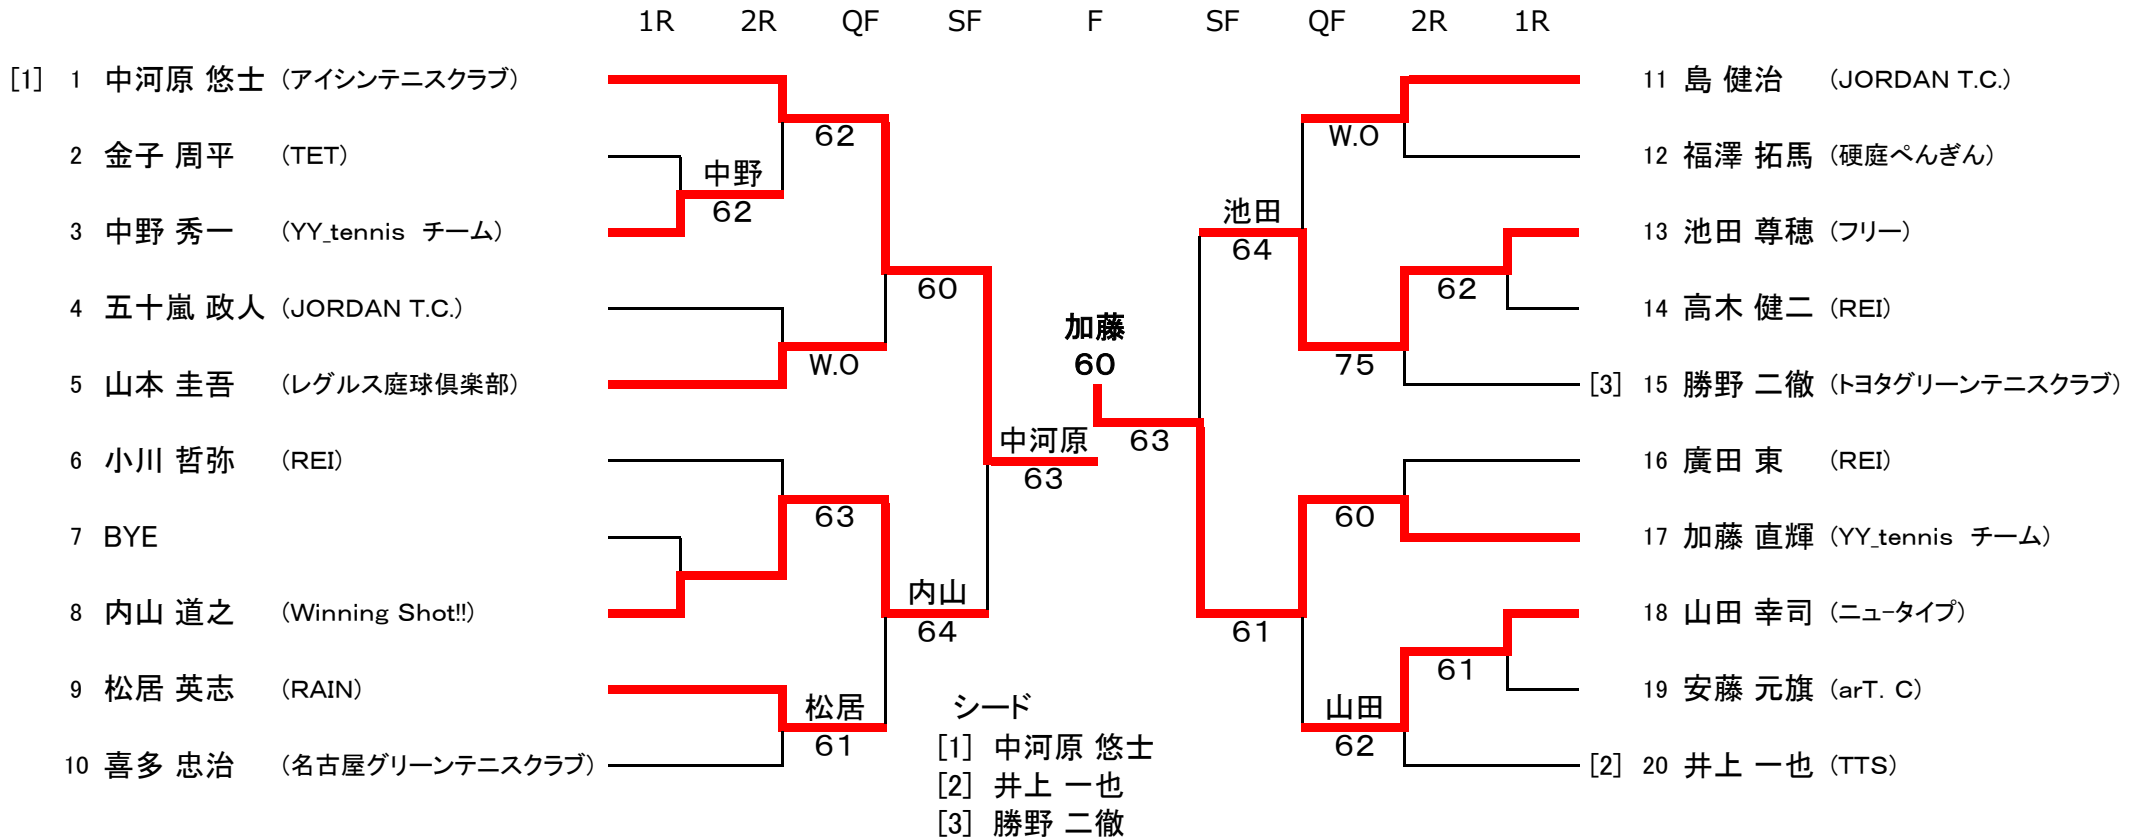 1R 2R QF SF F SF QF 2R 1R
[1] 1 中河原 悠士 (アイシンテニスクラブ)
2 金子 周平 (TET)
3 中野 秀一 (YY_tennis チーム)
4 五十嵐 政人 (JORDAN T.C.)
5 山本 圭吾 (レグルス庭球倶楽部)
6 小川 哲弥 (REI)
7 BYE
8 内山 道之 (Winning Shot!!)
9 松居 英志 (RAIN)
10 喜多 忠治 (名古屋グリーンテニスクラブ)
中野
62
62
W.O
63
松居
61
60
内山
64
中河原
63
加藤
60
63
池田
64
61
W.O
75
60
山田
62
62
61
11 島 健治 (JORDAN T.C.)
12 福澤 拓馬 (硬庭ぺんぎん)
13 池田 尊穂 (フリー)
14 高木 健二 (REI)
[3] 15 勝野 二徹 (トヨタグリーンテニスクラブ)
16 廣田 東 (REI)
17 加藤 直輝 (YY_tennis チーム)
18 山田 幸司 (ニュータイプ)
19 安藤 元旗 (arT. C)
[2] 20 井上 一也 (TTS)
シード
[1] 中河原 悠士
[2] 井上 一也
[3] 勝野 二徹